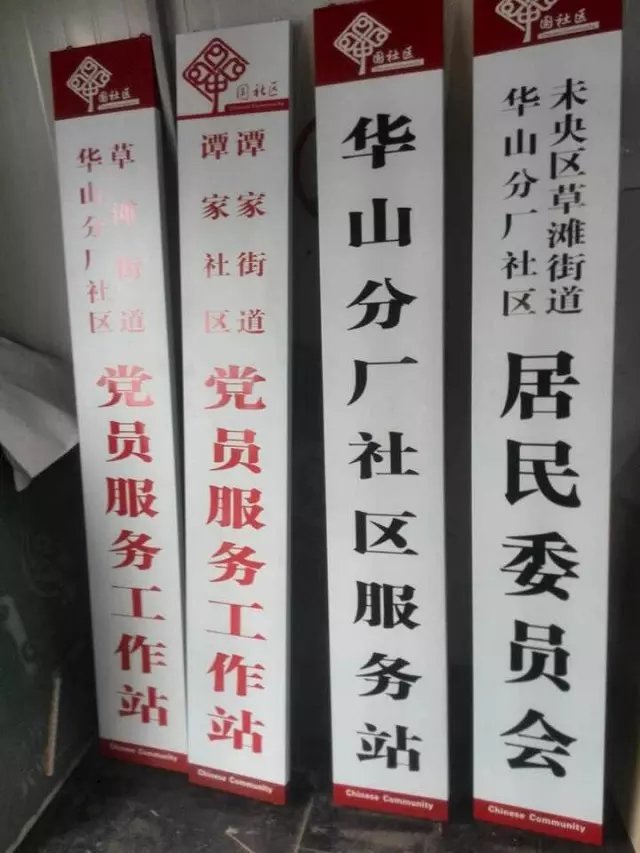 国社区
草滩街道
华山分厂社区
党员服务工作站
Chinese Community
国社区
Chinese Community
谭家街道
谭家社区
党员服务工作站
Chinese Community
国社区
华山分厂社区服务站
Chinese Community
国社区
未央区草滩街道
华山分厂社区
居民委员会
Chinese Community